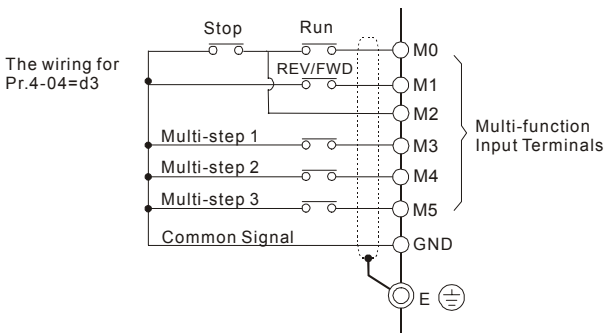 Stop Run
The wiring for
Pr.4-04=d3
M0
REV/FWD
M1
M2
Multi-step 1
M3
Multi-function
Input Terminals
Multi-step 2
M4
Multi-step 3
M5
Common Signal
GND
E